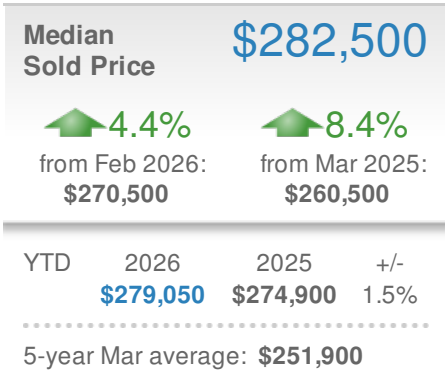 Median
Sold Price
$282,500
4.4% 8.4%
from Feb 2026: from Mar 2025:
$270,500 $260,500
YTD 2026 2025 +/-
$279,050 $274,900 1.5%
5-year Mar average: $251,900